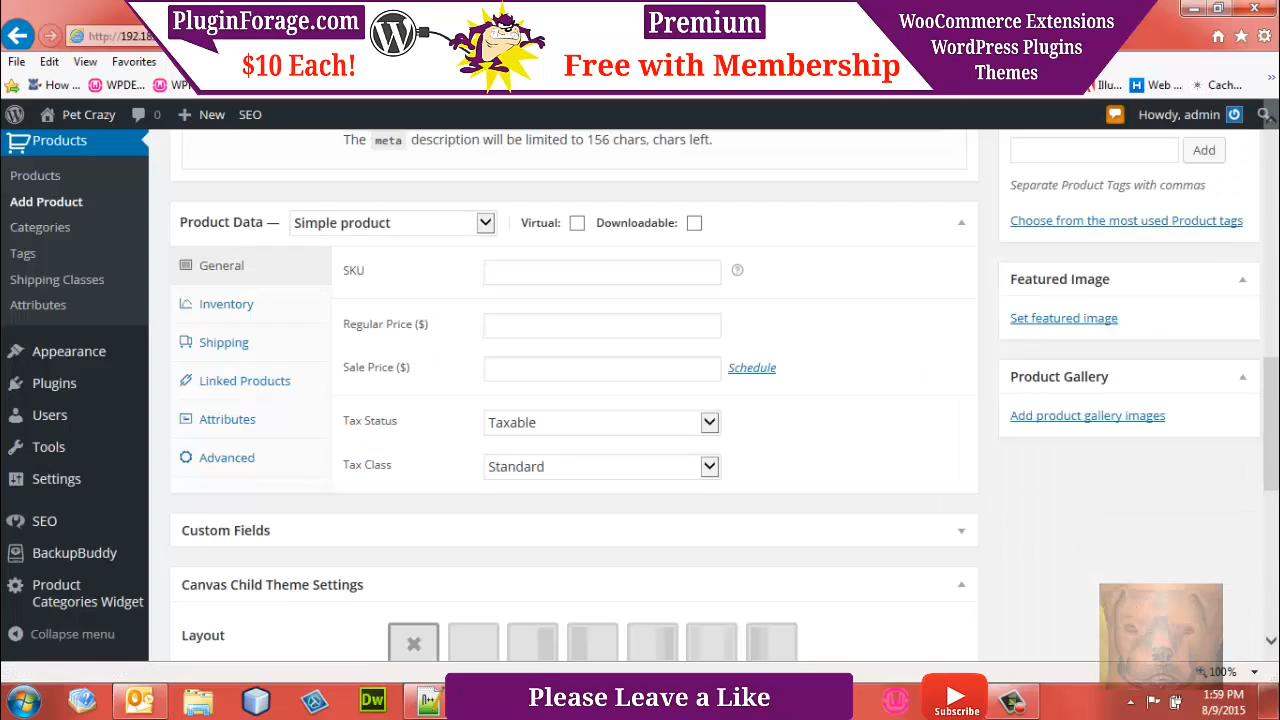 PluginForage.com
$10 Each!
Premium
Free with Membership
WooCommerce Extensions
WordPress Plugins
Themes
http://192.18
File Edit View Favorites
How ... WPDE... WP
Illu... Web ... Cach...
Pet Crazy 0 New SEO
Howdy, admin
Products
Products
Add Product
Categories
Tags
Shipping Classes
Attributes
Appearance
Plugins
Users
Tools
Settings
SEO
BackupBuddy
Product
Categories Widget
Collapse menu
The meta description will be limited to 156 chars, chars left.
Product Data — Simple product Virtual: Downloadable:
General
Inventory
Shipping
Linked Products
Attributes
Advanced
SKU
Regular Price ($)
Sale Price ($) Schedule
Tax Status Taxable
Tax Class Standard
Custom Fields
Canvas Child Theme Settings
Layout
Add
Separate Product Tags with commas
Choose from the most used Product tags
Featured Image
Set featured image
Product Gallery
Add product gallery images
100%
Please Leave a Like
Subscribe
Dw
1:59 PM
8/9/2015